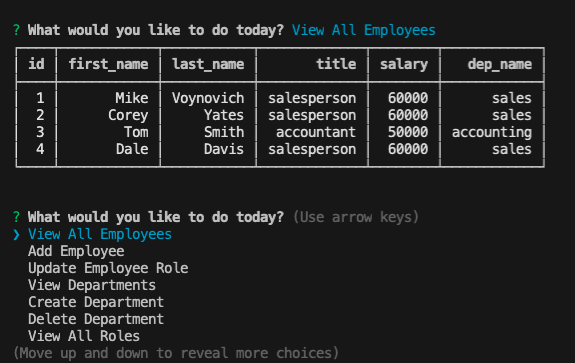 ? What would you like to do today? View All Employees
id first_name last_name title salary dep_name
1 Mike Voynovich salesperson 60000 sales
2 Corey Yates salesperson 60000 sales
3 Tom Smith accountant 50000 accounting
4 Dale Davis salesperson 60000 sales
? What would you like to do today? (Use arrow keys)
❯ View All Employees
Add Employee
Update Employee Role
View Departments
Create Department
Delete Department
View All Roles
(Move up and down to reveal more choices)